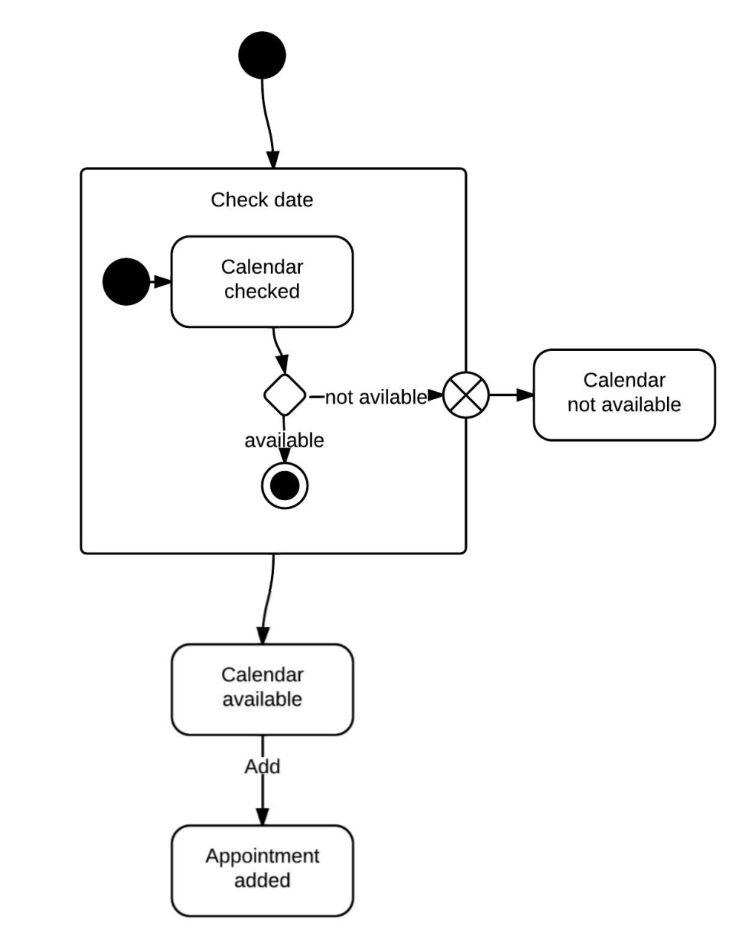 Check date
Calendar
checked
not avilable
Calendar
not available
available
Calendar
available
Add
Appointment
added